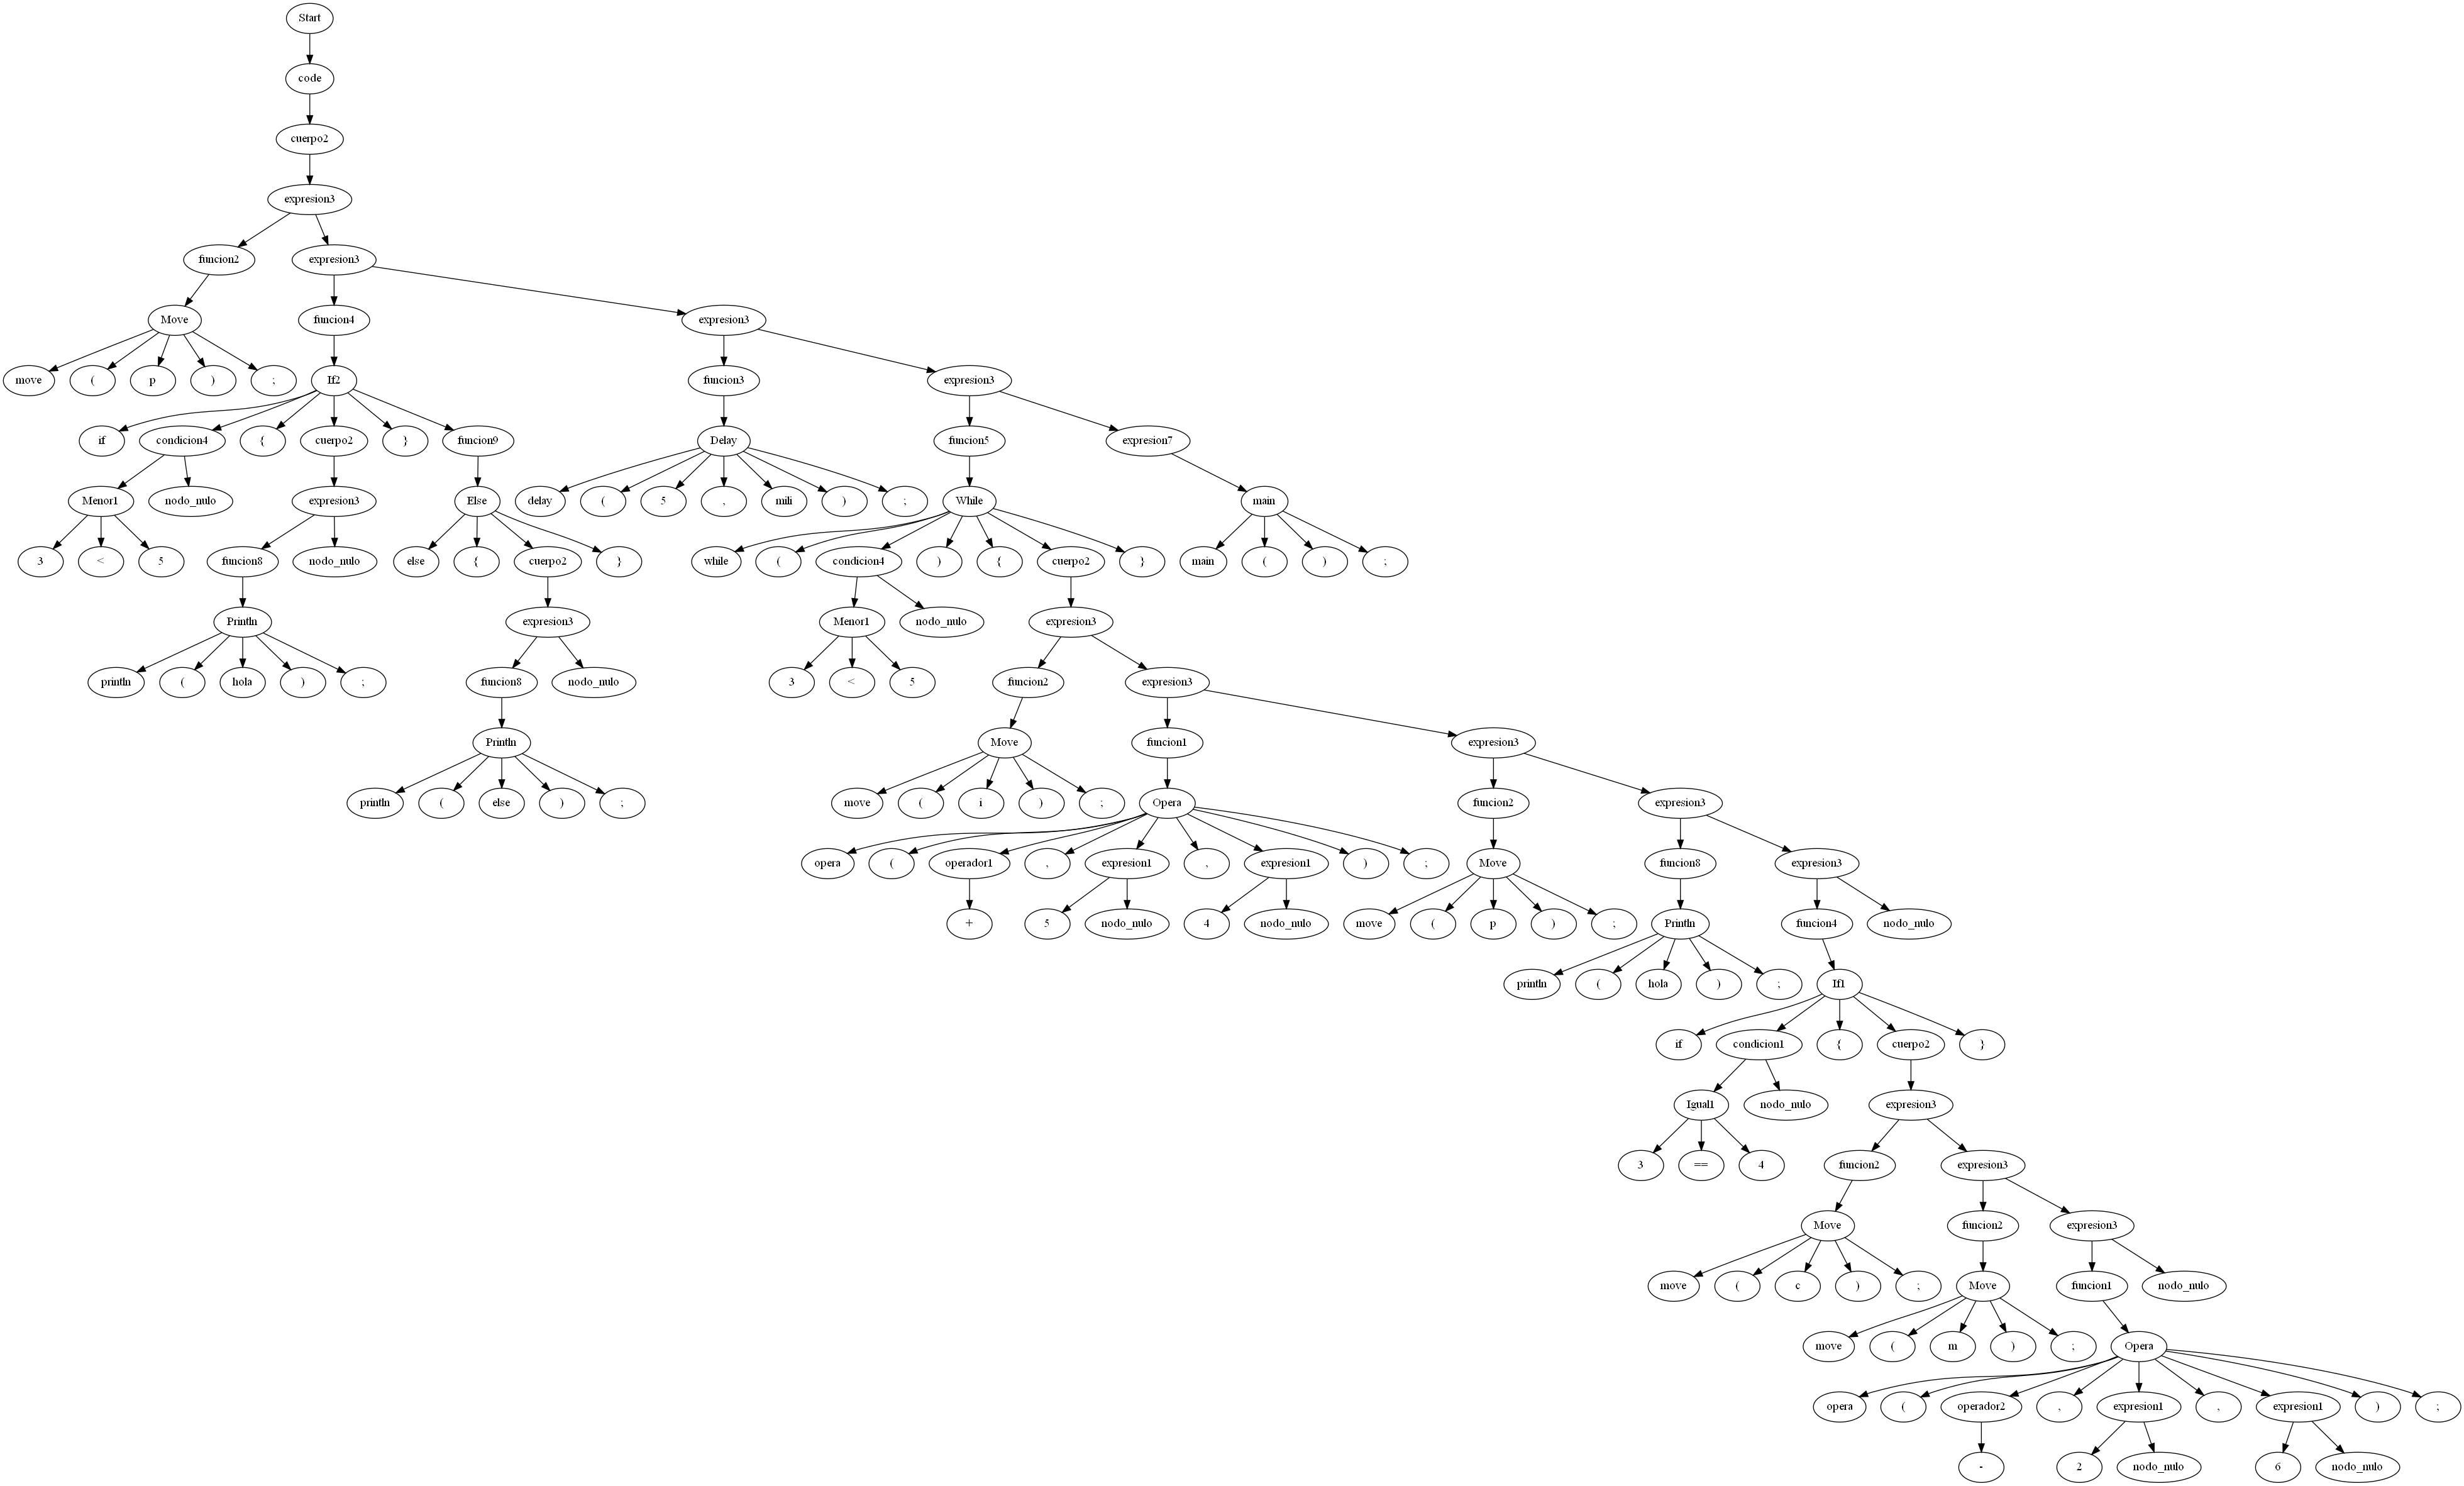 Start
code
cuerpo2
expresion3
funcion2 expresion3
Move funcion4 expresion3
move ( p ) ; If2 funcion3 expresion3
if condicion4 { cuerpo2 } funcion9 Delay funcion5 expresion7
Menor1 nodo_nulo expresion3 Else delay ( 5 , mili ) ; While main
3 < 5 funcion8 nodo_nulo else { cuerpo2 } while ( condicion4 ) { cuerpo2 } main ( ) ;
Println expresion3 Menor1 nodo_nulo expresion3
println ( hola ) ; funcion8 nodo_nulo 3 < 5 funcion2 expresion3
Println Move funcion1 expresion3
println ( else ) ; move ( i ) ; Opera funcion2 expresion3
opera ( operador1 , expresion1 , expresion1 ) ; Move funcion8 expresion3
+ 5 nodo_nulo 4 nodo_nulo move ( p ) ; Println funcion4 nodo_nulo
println ( hola ) ; If1
if condicion1 { cuerpo2 }
Igual1 nodo_nulo expresion3
3 == 4 funcion2 expresion3
Move funcion2 expresion3
move ( c ) ; Move funcion1 nodo_nulo
move ( m ) ; Opera
opera ( operador2 , expresion1 , expresion1 ) ;
- 2 nodo_nulo 6 nodo_nulo